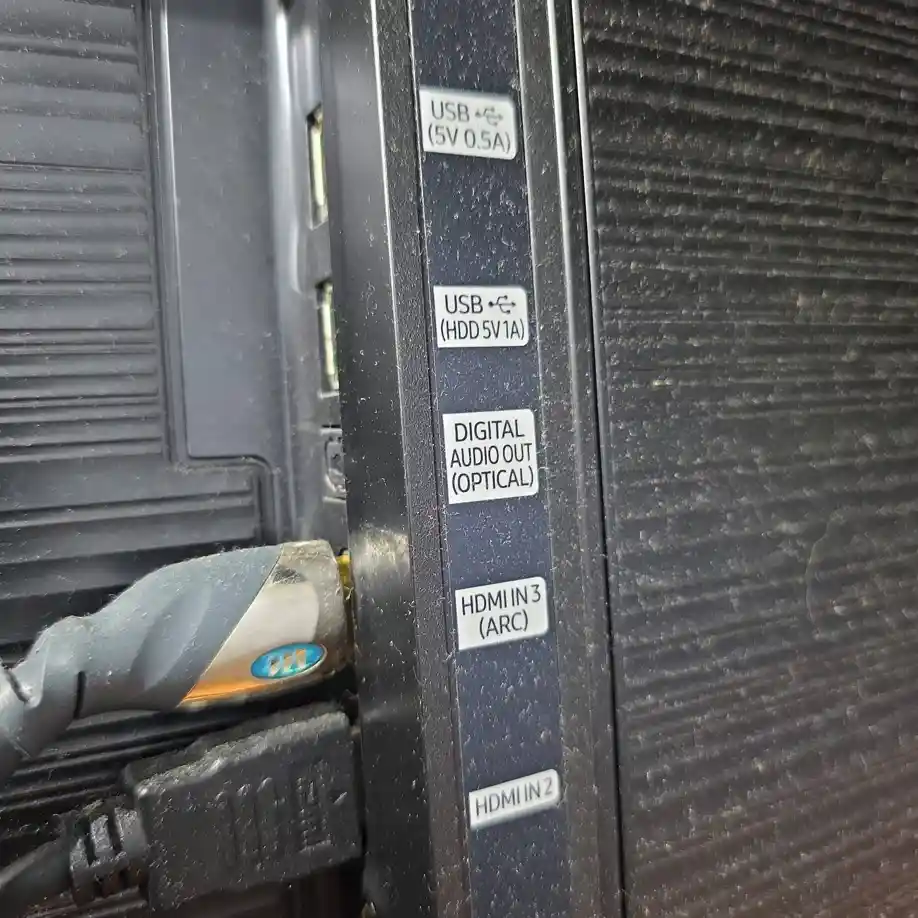 USB
(5V 0.5A)
USB
(HDD 5V 1A)
DIGITAL
AUDIO OUT
(OPTICAL)
HDMI IN 3
(ARC)
HDMI IN 2